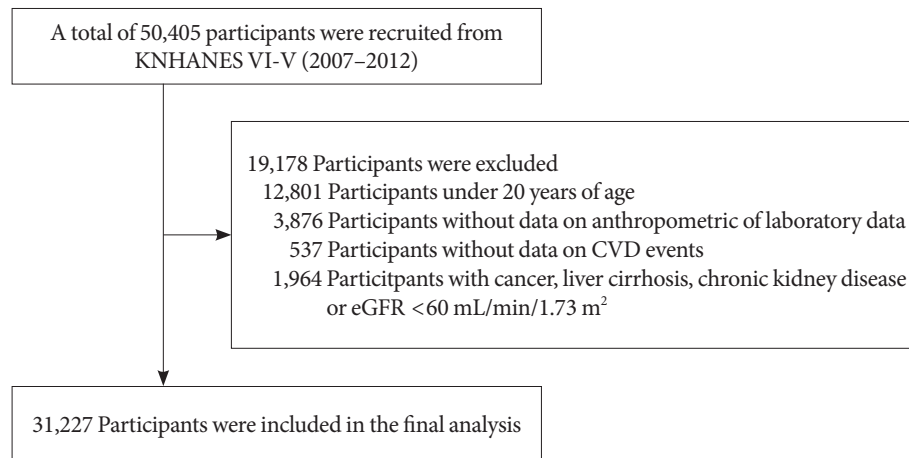 A total of 50,405 participants were recruited from
KNHANES VI-V (2007–2012)
19,178 Participants were excluded
12,801 Participants under 20 years of age
3,876 Participants without data on anthropometric of laboratory data
537 Participants without data on CVD events
1,964 Particitpants with cancer, liver cirrhosis, chronic kidney disease
or eGFR <60 mL/min/1.73 m²
31,227 Participants were included in the final analysis